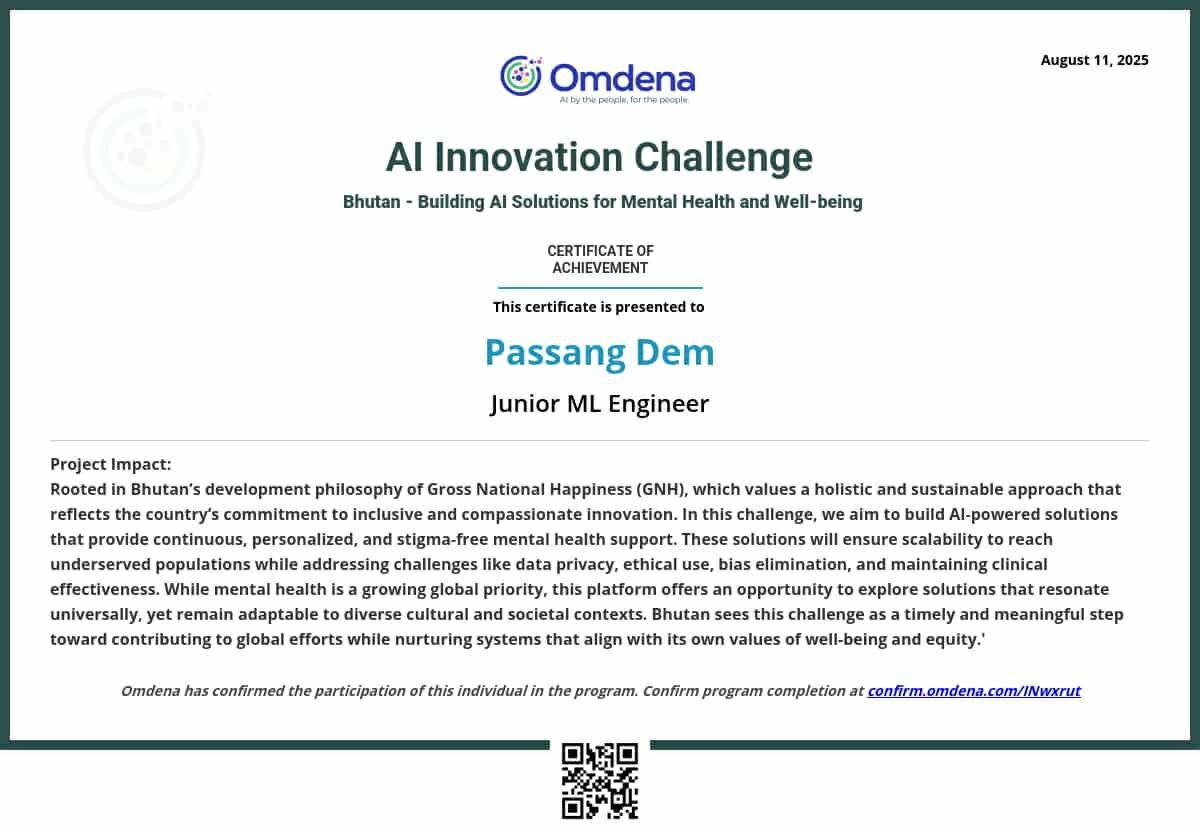 August 11, 2025
Omdena
AI by the people, for the people.
AI Innovation Challenge
Bhutan - Building AI Solutions for Mental Health and Well-being
CERTIFICATE OF
ACHIEVEMENT
This certificate is presented to
Passang Dem
Junior ML Engineer
Project Impact:
Rooted in Bhutan’s development philosophy of Gross National Happiness (GNH), which values a holistic and sustainable approach that
reflects the country’s commitment to inclusive and compassionate innovation. In this challenge, we aim to build AI-powered solutions
that provide continuous, personalized, and stigma-free mental health support. These solutions will ensure scalability to reach
underserved populations while addressing challenges like data privacy, ethical use, bias elimination, and maintaining clinical
effectiveness. While mental health is a growing global priority, this platform offers an opportunity to explore solutions that resonate
universally, yet remain adaptable to diverse cultural and societal contexts. Bhutan sees this challenge as a timely and meaningful step
toward contributing to global efforts while nurturing systems that align with its own values of well-being and equity.'
Omdena has confirmed the participation of this individual in the program. Confirm program completion at confirm.omdena.com/INwxrut